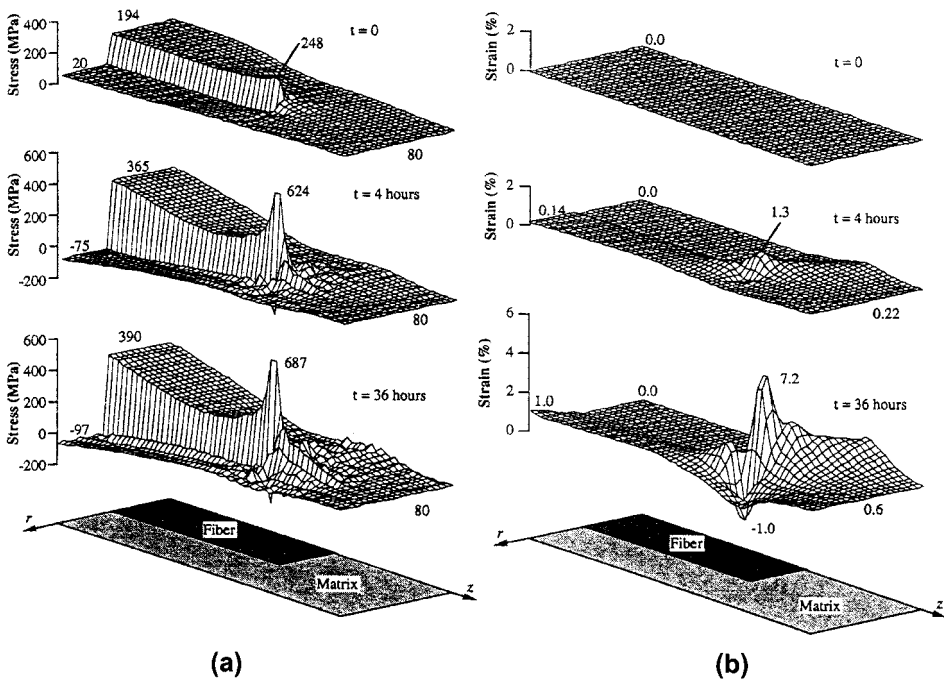 400
300
200
100
0
Stress (MPa)
194
20
248
t = 0
80
600
400
200
0
-200
Stress (MPa)
365
-75
624
t = 4 hours
80
600
400
200
0
-200
Stress (MPa)
390
-97
687
t = 36 hours
80
r
Fiber
Matrix
z
(a)
2
0
Strain (%)
0.0
t = 0
2
0
Strain (%)
0.14
0.0
1.3
t = 4 hours
0.22
6
4
2
0
Strain (%)
1.0
0.0
7.2
t = 36 hours
-1.0
0.6
r
Fiber
Matrix
z
(b)